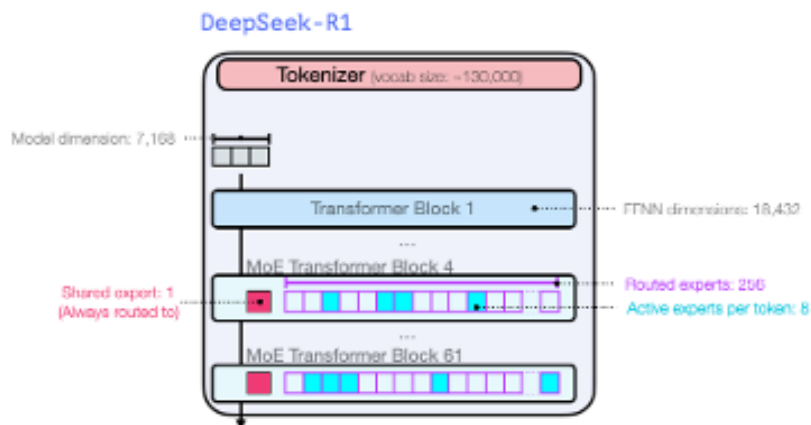 DeepSeek-R1
Tokenizer (vocab size: ~130,000)
Model dimension: 7,168
Transformer Block 1
FFNN dimensions: 18,432
...
MoE Transformer Block 4
Shared expert: 1
(Always routed to)
Routed experts: 256
Active experts per token: 8
...
MoE Transformer Block 61